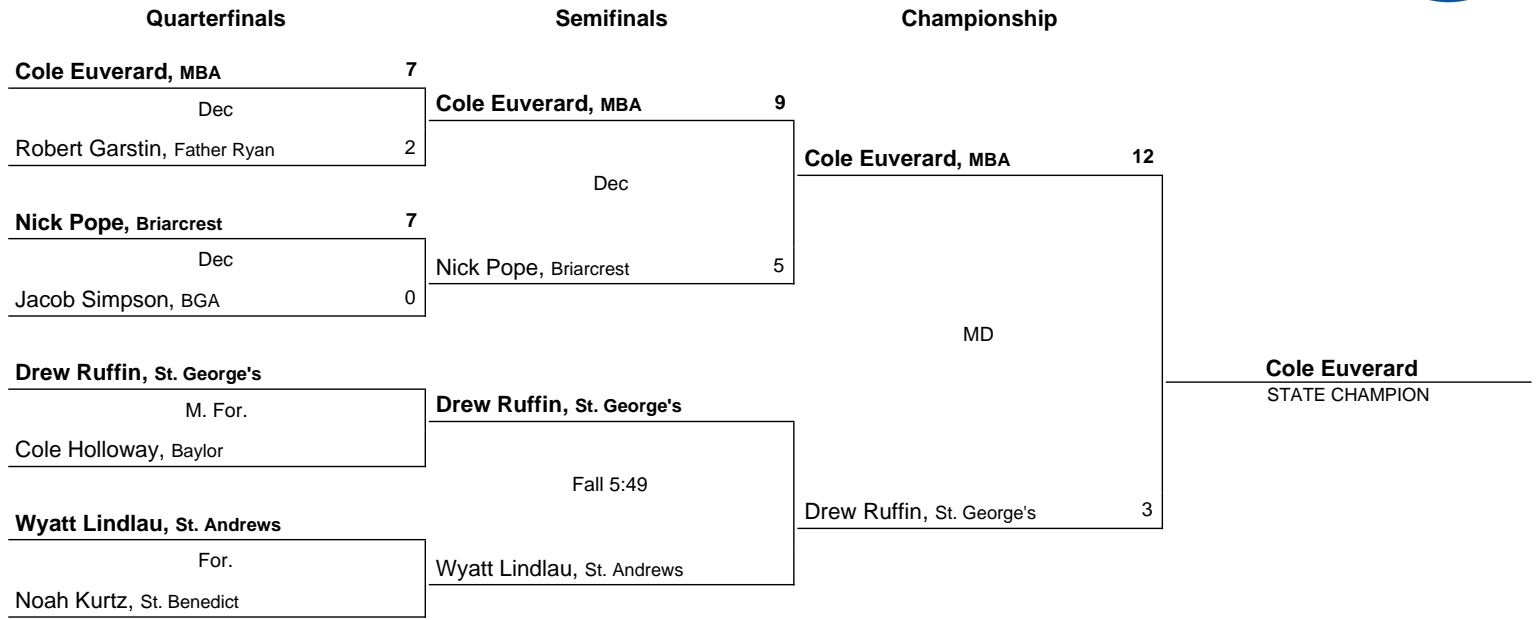 Quarterfinals
Semifinals
Championship
Cole Euverard, MBA 7
Dec
Robert Garstin, Father Ryan 2
Nick Pope, Briarcrest 7
Dec
Jacob Simpson, BGA 0
Drew Ruffin, St. George's
M. For.
Cole Holloway, Baylor
Wyatt Lindlau, St. Andrews
For.
Noah Kurtz, St. Benedict
Cole Euverard, MBA 9
Dec
Nick Pope, Briarcrest 5
Drew Ruffin, St. George's
Fall 5:49
Wyatt Lindlau, St. Andrews
Cole Euverard, MBA 12
MD
Drew Ruffin, St. George's 3
Cole Euverard
STATE CHAMPION